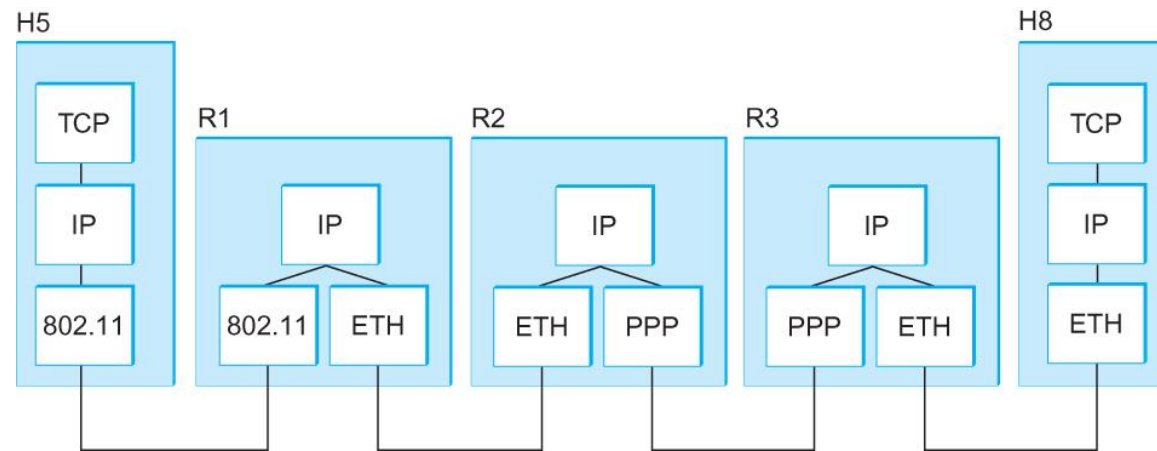 H5
H8
R1
R2
R3
TCP
TCP
IP
IP
IP
IP
IP
802.11
802.11
ETH
ETH
PPP
PPP
ETH
ETH